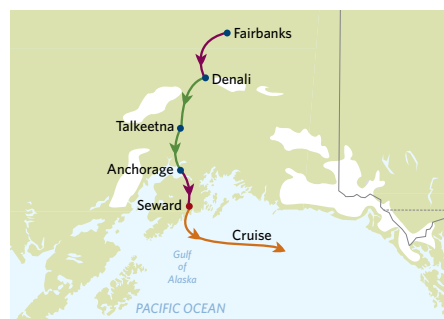 Fairbanks
Denali
Talkeetna
Anchorage
Seward
Cruise
Gulf
of
Alaska
PACIFIC OCEAN